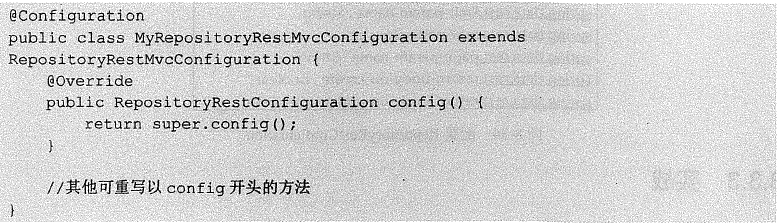 @Configuration
public class MyRepositoryRestMvcConfiguration extends
RepositoryRestMvcConfiguration {
    @Override
    public RepositoryRestConfiguration config() {
        return super.config();
    }
    //其他可重写以 config 开头的方法
}